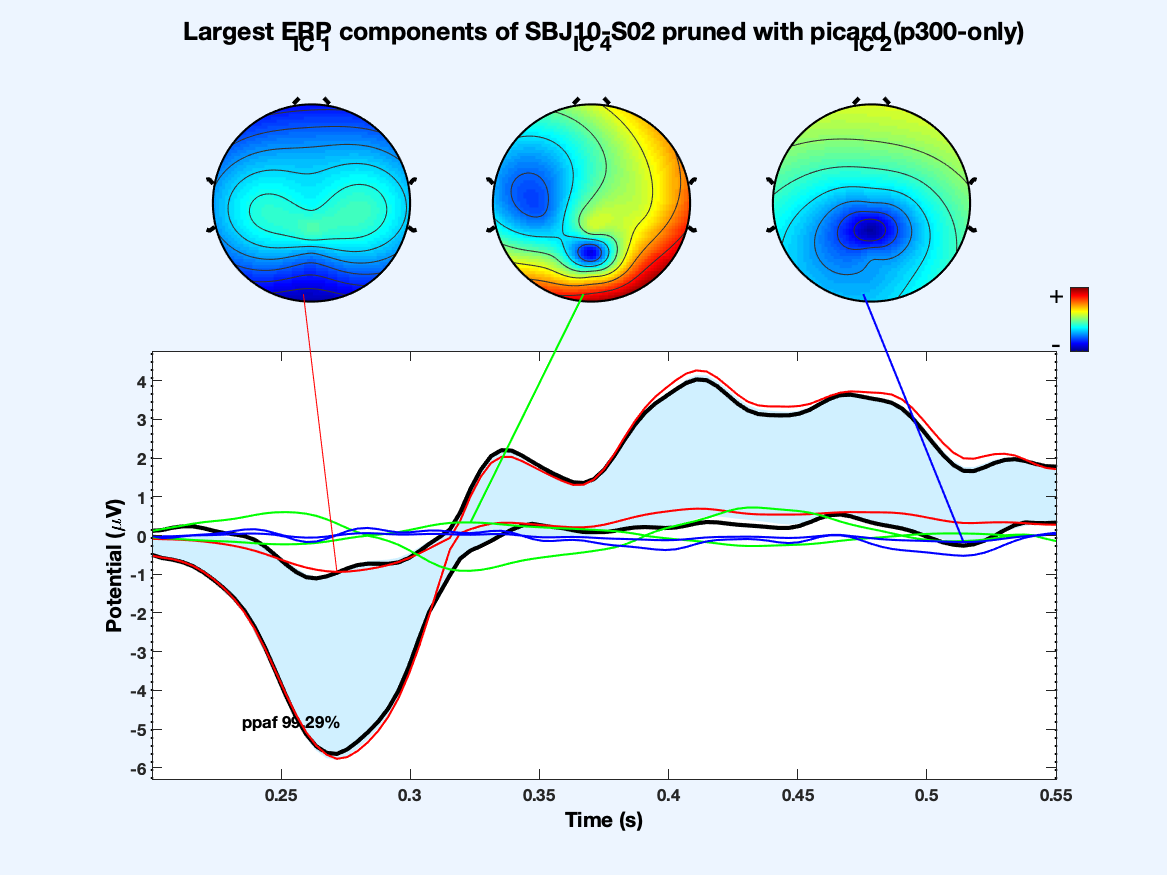 Largest ERP components of SBJ10-S02 pruned with picard (p300-only)
IC 1
IC 4
IC 2
+
-
4
3
2
1
0
-1
-2
-3
-4
-5
-6
Potential (μV)
ppaf 99.29%
0.25
0.3
0.35
0.4
0.45
0.5
0.55
Time (s)